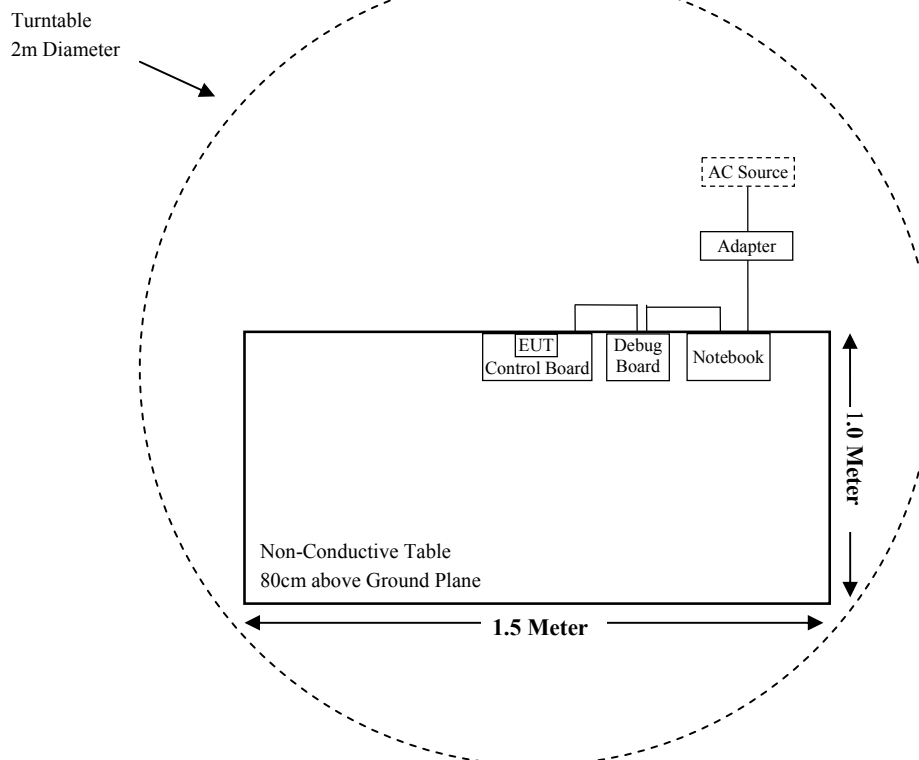 Turntable
2m Diameter
AC Source
Adapter
EUT
Control Board
Debug
Board
Notebook
1.0 Meter
Non-Conductive Table
80cm above Ground Plane
1.5 Meter